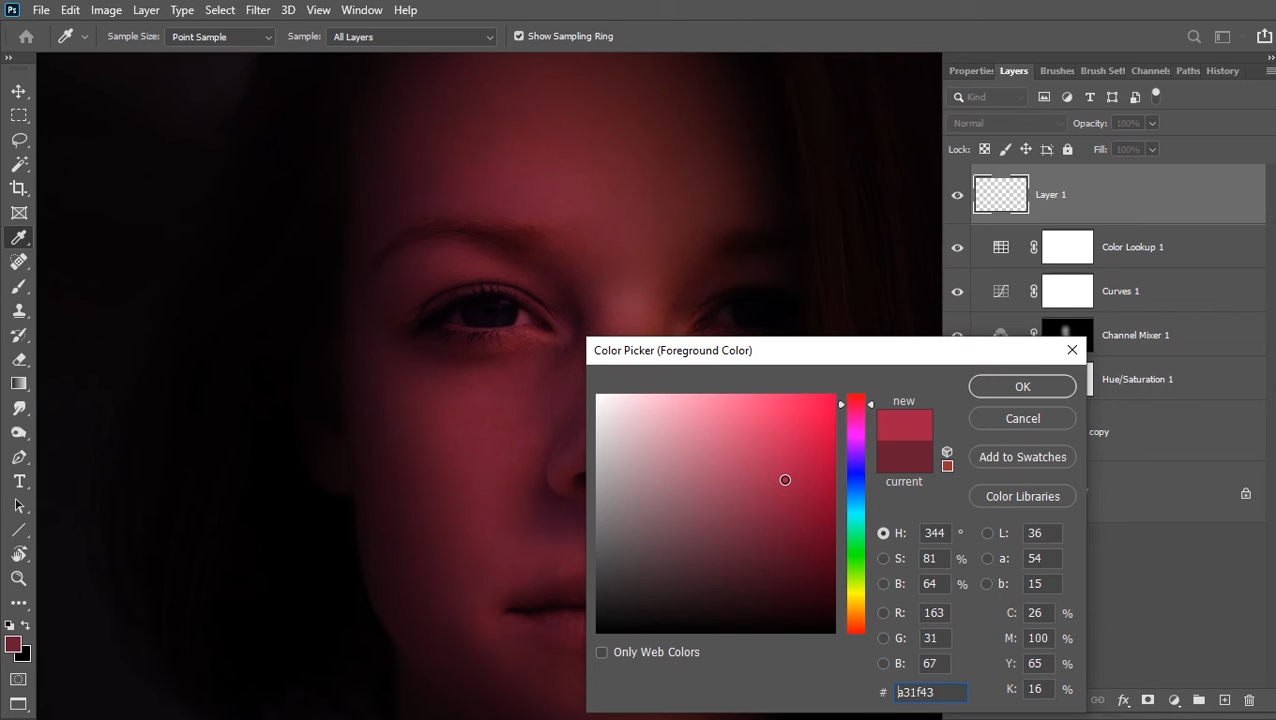 Ps File Edit Image Layer Type Select Filter 3D View Window Help
Sample Size: Point Sample Sample: All Layers Show Sampling Ring
Properties Layers Brushes Brush Sett Channels Paths History
Kind
Normal Opacity: 100%
Lock: Fill: 100%
Layer 1
Color Lookup 1
Curves 1
Channel Mixer 1
Hue/Saturation 1
copy
Color Picker (Foreground Color)
new
current
OK
Cancel
Add to Swatches
Color Libraries
H: 344 ° L: 36
S: 81 % a: 54
B: 64 % b: 15
R: 163 C: 26 %
G: 31 M: 100 %
B: 67 Y: 65 %
# a31f43 K: 16 %
Only Web Colors
T
fx